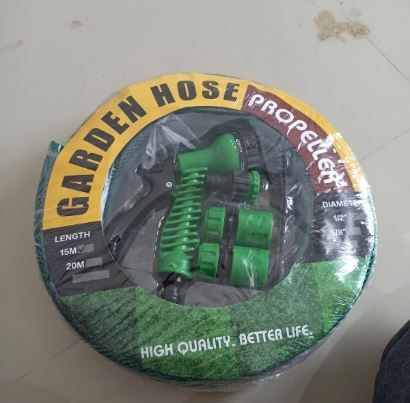 GARDEN HOSE
PROPELLER
LENGTH
15M
20M
DIAMETER
1/2"
5/8"
HIGH QUALITY. BETTER LIFE.